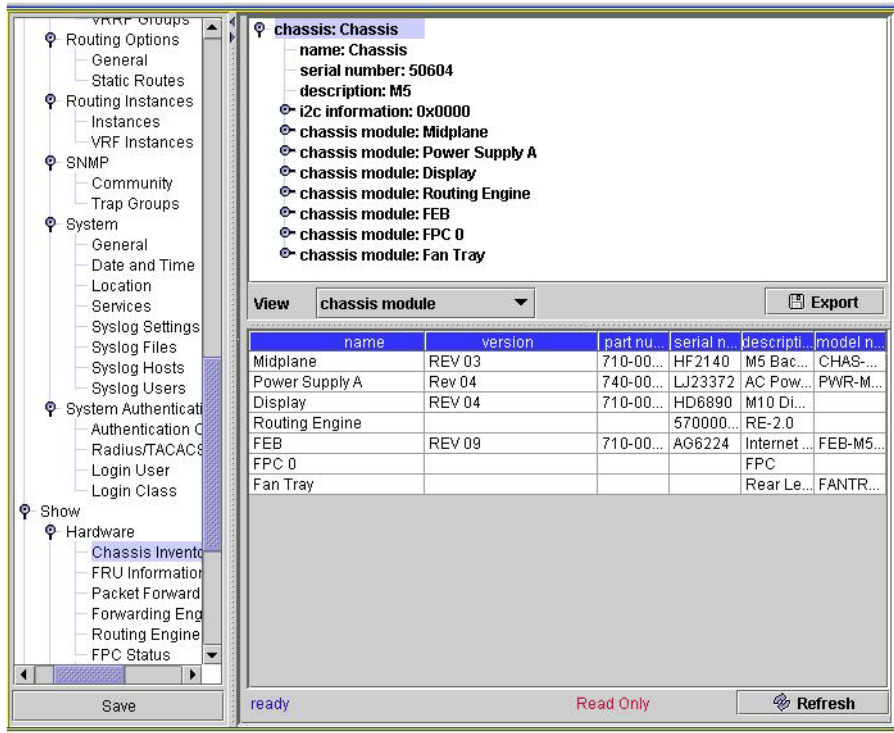 VRRP Groups
Routing Options
General
Static Routes
Routing Instances
Instances
VRF Instances
SNMP
Community
Trap Groups
System
General
Date and Time
Location
Services
Syslog Settings
Syslog Files
Syslog Hosts
Syslog Users
System Authenticati
Authentication C
Radius/TACACS
Login User
Login Class
Show
Hardware
Chassis Invento
FRU Information
Packet Forward
Forwarding Eng
Routing Engine
FPC Status
Save
chassis: Chassis
name: Chassis
serial number: 50604
description: M5
i2c information: 0x0000
chassis module: Midplane
chassis module: Power Supply A
chassis module: Display
chassis module: Routing Engine
chassis module: FEB
chassis module: FPC 0
chassis module: Fan Tray
View chassis module Export
name version part nu... serial n... descripti... model n...
Midplane REV 03 710-00... HF2140 M5 Bac... CHAS-...
Power Supply A Rev 04 740-00... LJ23372 AC Pow... PWR-M...
Display REV 04 710-00... HD6890 M10 Di...
Routing Engine 570000... RE-2.0
FEB REV 09 710-00... AG6224 Internet ... FEB-M5...
FPC 0 FPC
Fan Tray Rear Le... FANTR...
ready Read Only Refresh